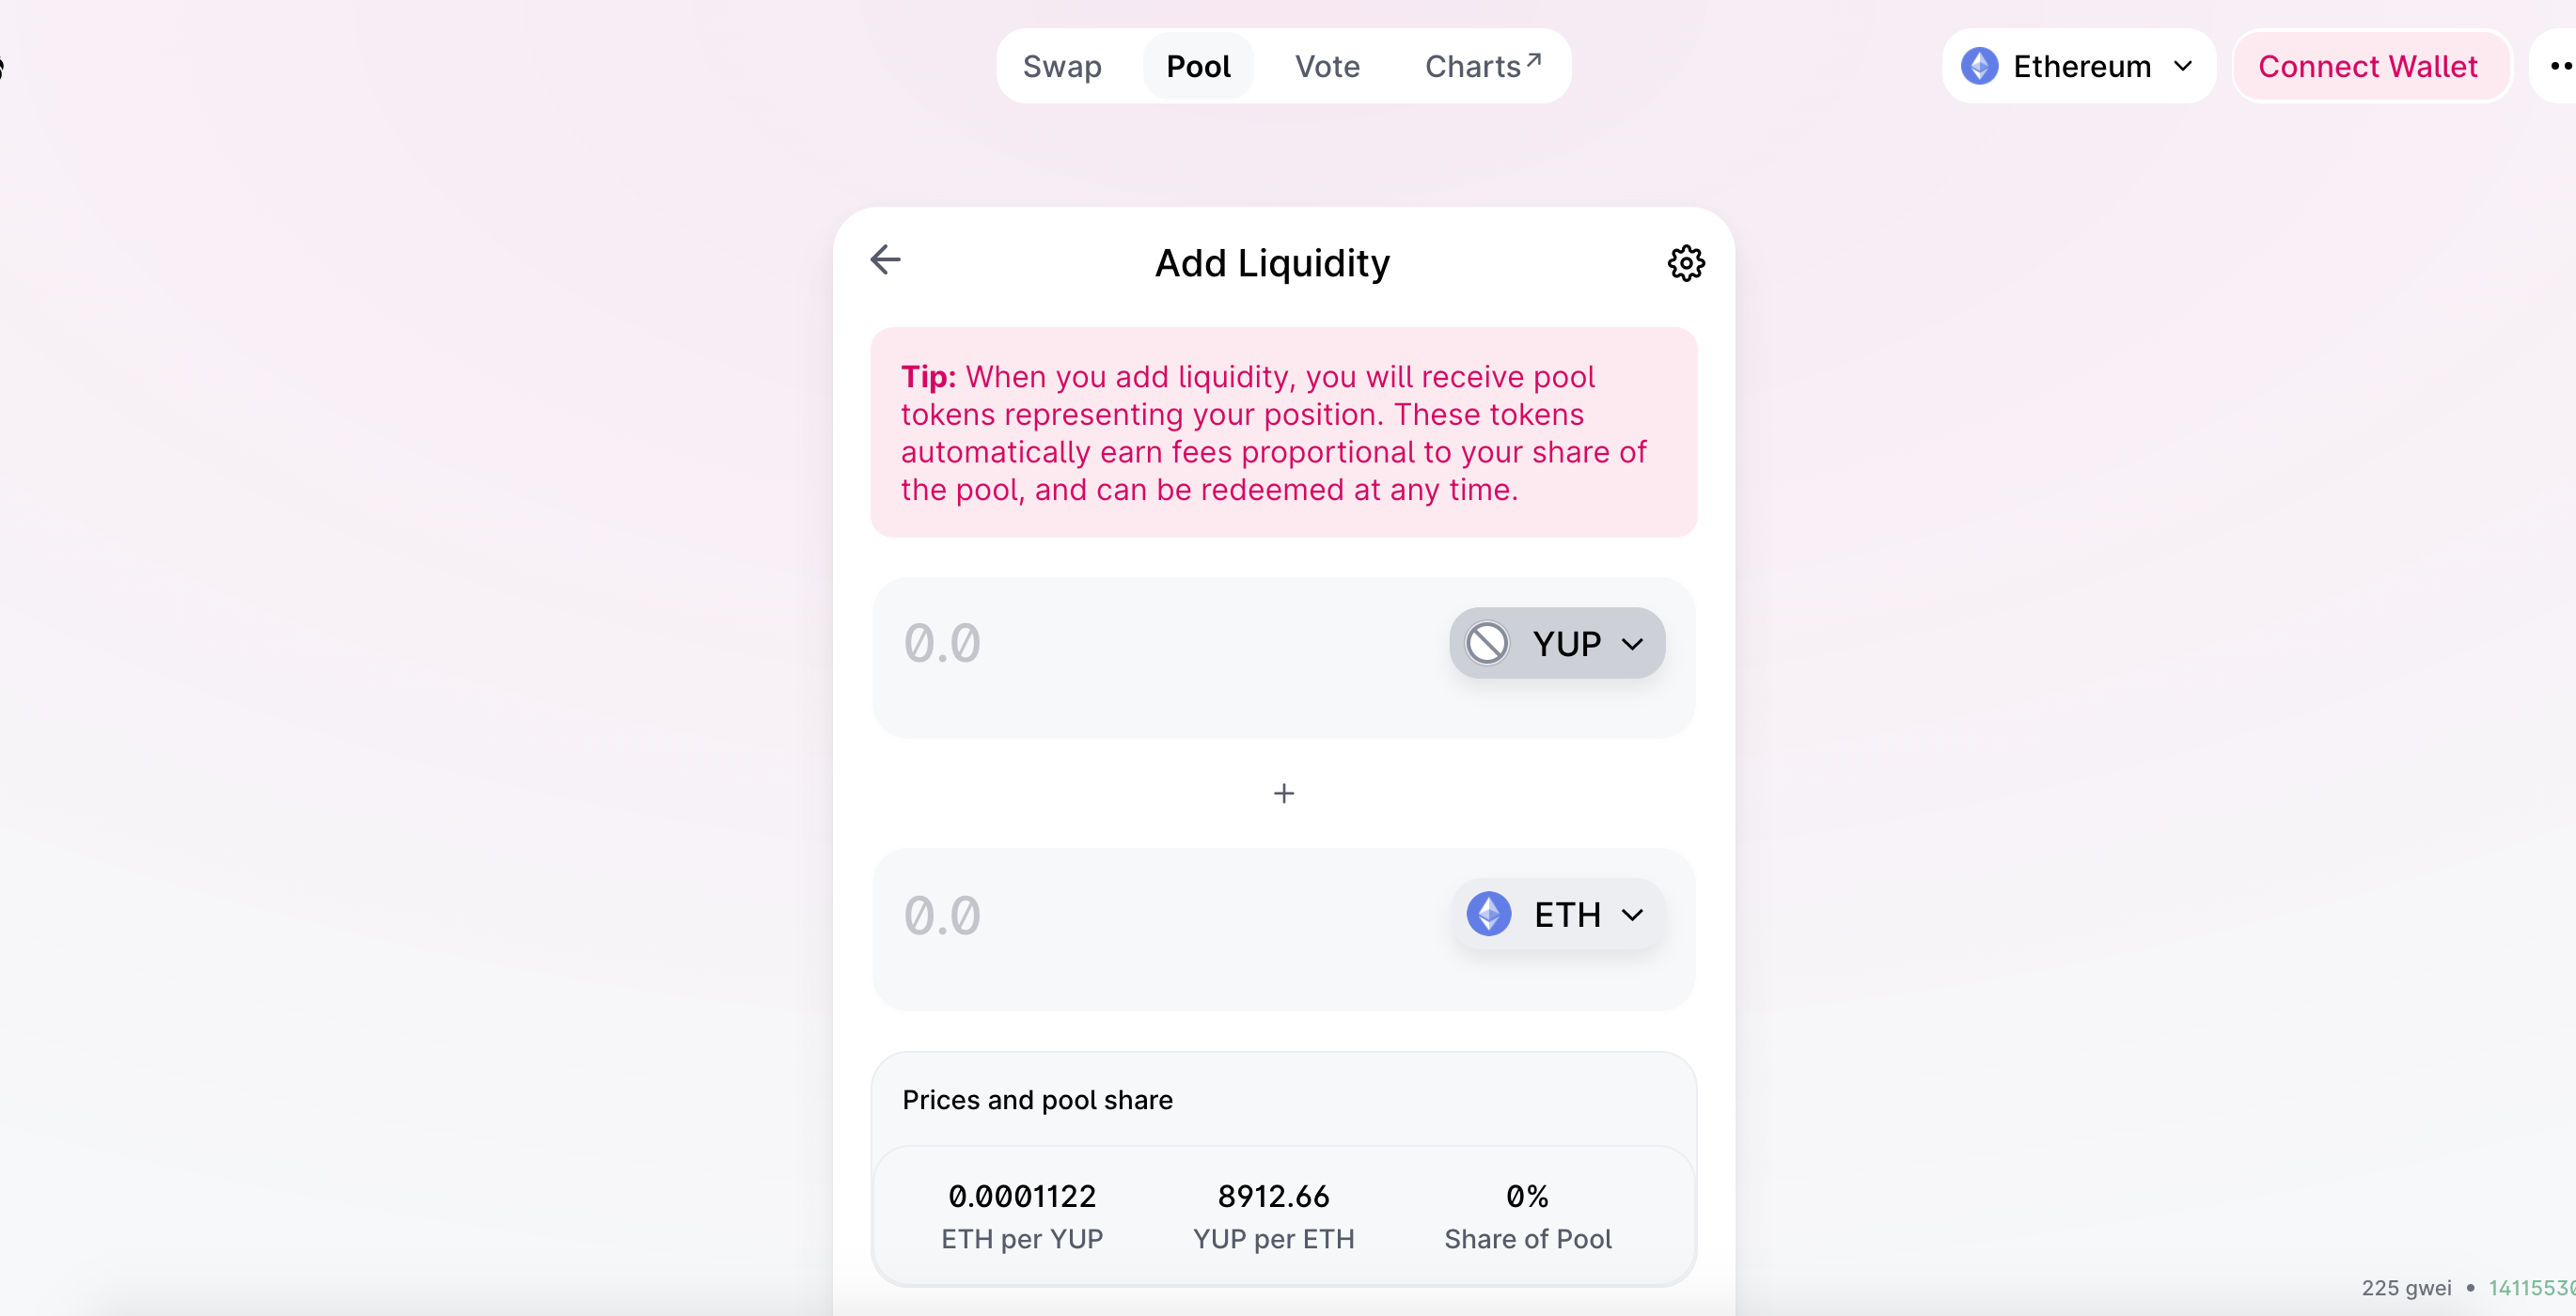 Swap Pool Vote Charts↗ Ethereum Connect Wallet
Add Liquidity
Tip: When you add liquidity, you will receive pool
tokens representing your position. These tokens
automatically earn fees proportional to your share of
the pool, and can be redeemed at any time.
0.0 YUP
+
0.0 ETH
Prices and pool share
0.0001122 8912.66 0%
ETH per YUP YUP per ETH Share of Pool
225 gwei •